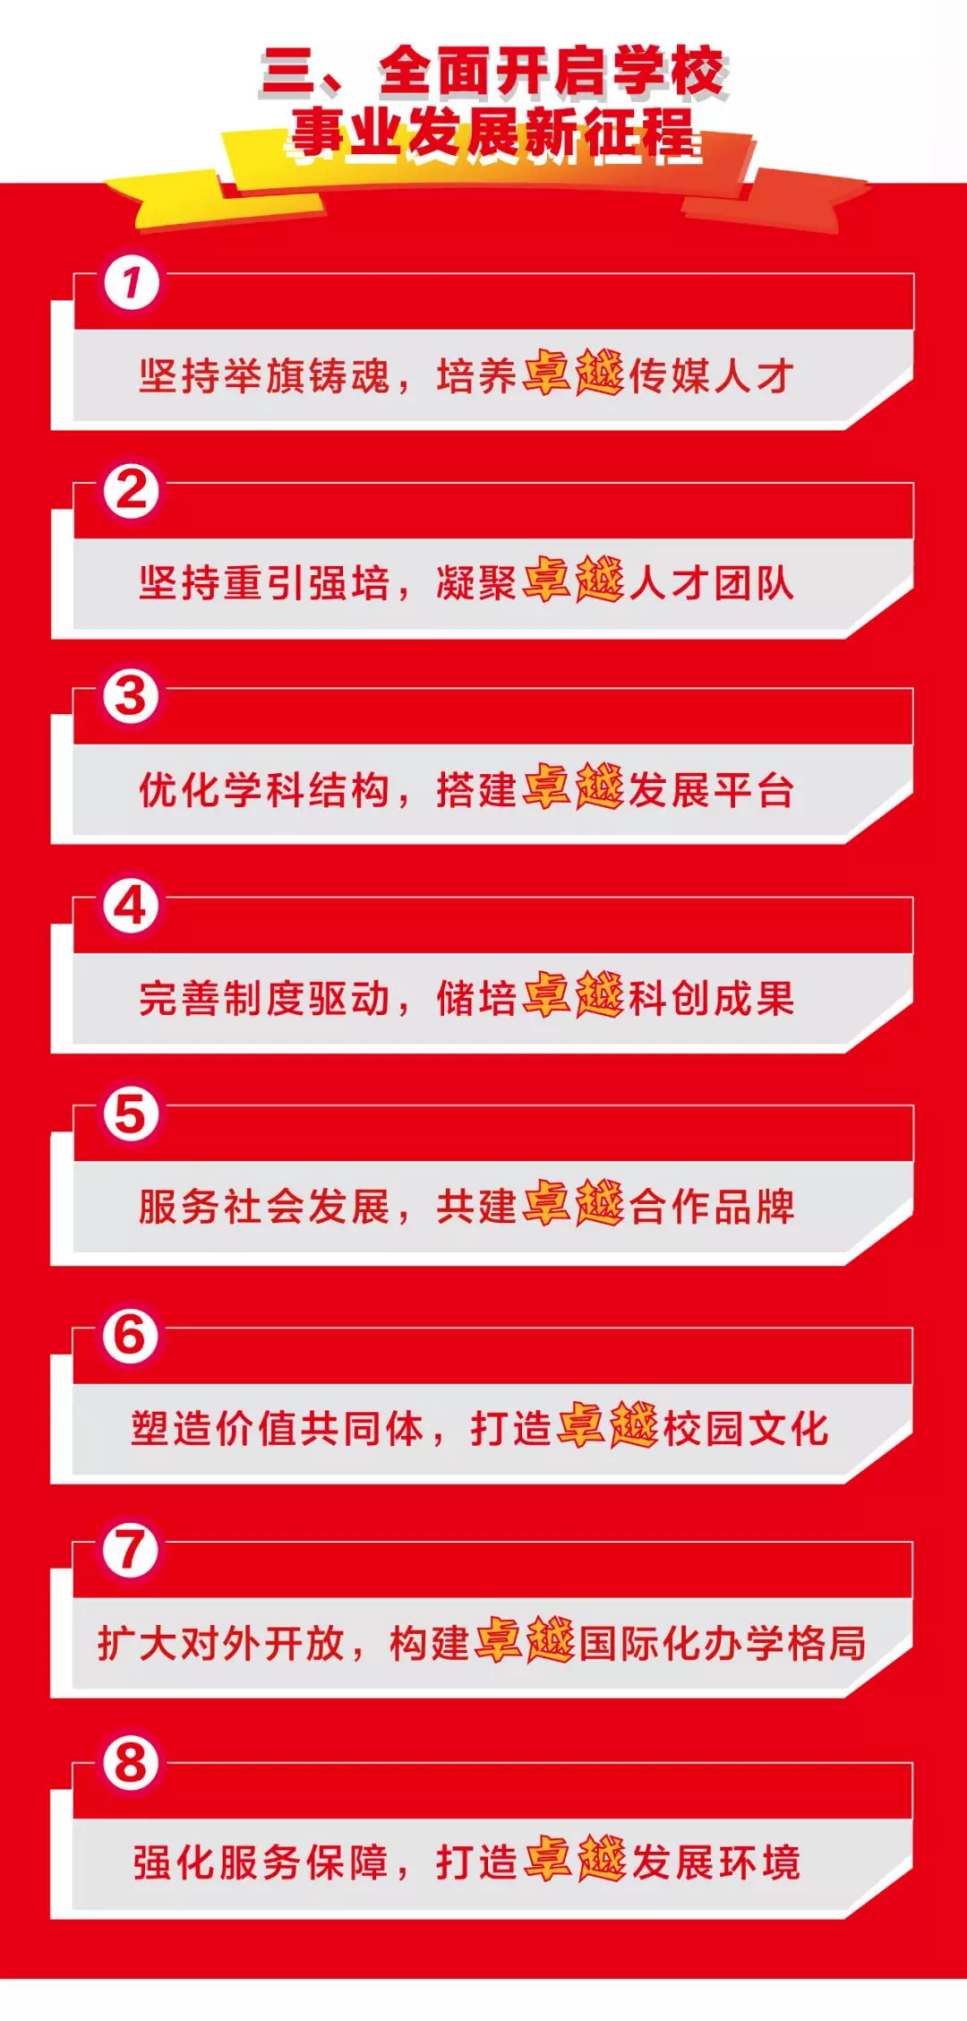 三、全面开启学校
事业发展新征程
1
坚持举旗铸魂，培养卓越传媒人才
2
坚持重引强培，凝聚卓越人才团队
3
优化学科结构，搭建卓越发展平台
4
完善制度驱动，储培卓越科创成果
5
服务社会发展，共建卓越合作品牌
6
塑造价值共同体，打造卓越校园文化
7
扩大对外开放，构建卓越国际化办学格局
8
强化服务保障，打造卓越发展环境